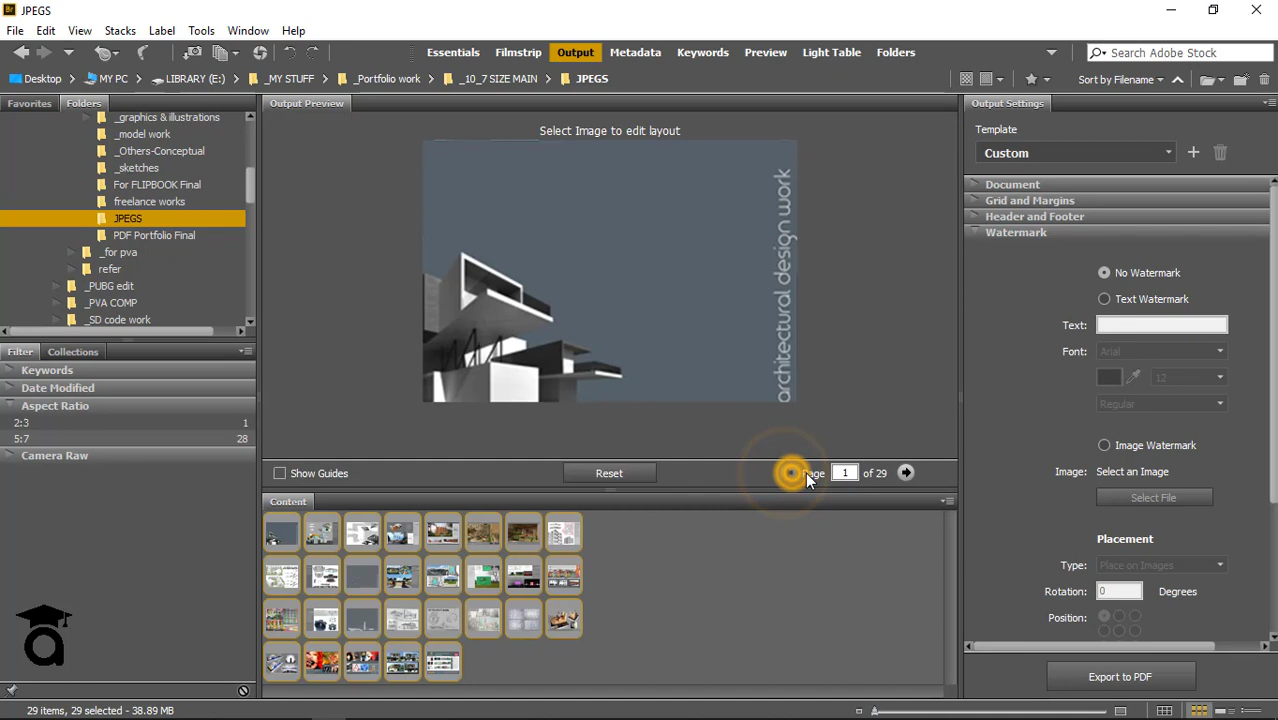 Br JPEGS
File Edit View Stacks Label Tools Window Help
Essentials Filmstrip Output Metadata Keywords Preview Light Table Folders Search Adobe Stock
Desktop MY PC LIBRARY (E:) _MY STUFF _Portfolio work _10_7 SIZE MAIN JPEGS Sort by Filename
Favorites Folders
_graphics & illustrations
_model work
_Others-Conceptual
_sketches
For FLIPBOOK Final
freelance works
JPEGS
PDF Portfolio Final
_for pva
refer
_PUBG edit
_PVA COMP
_SD code work
Filter Collections
Keywords
Date Modified
Aspect Ratio
2:3 1
5:7 28
Camera Raw
Output Preview
Select Image to edit layout
architectural design work
Show Guides Reset Page 1 of 29
Content
Output Settings
Template
Custom
Document
Grid and Margins
Header and Footer
Watermark
No Watermark
Text Watermark
Text:
Font: Arial
12
Regular
Image Watermark
Image: Select an Image
Select File
Placement
Type: Place on Images
Rotation: 0 Degrees
Position:
Export to PDF
29 items, 29 selected - 38.89 MB